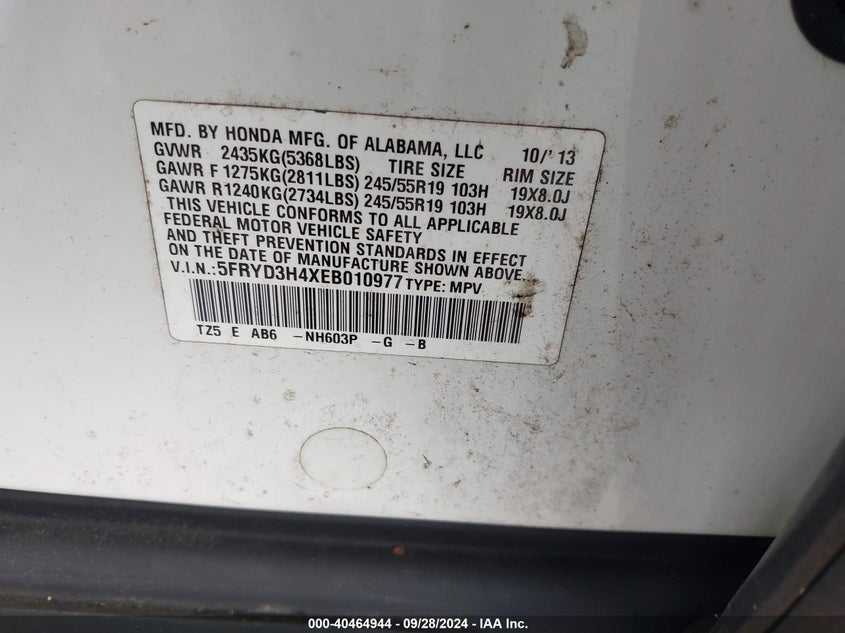 MFD. BY HONDA MFG. OF ALABAMA, LLC 10/'13
GVWR 2435KG(5368LBS) TIRE SIZE RIM SIZE
GAWR F 1275KG(2811LBS) 245/55R19 103H 19X8.0J
GAWR R 1240KG(2734LBS) 245/55R19 103H 19X8.0J
THIS VEHICLE CONFORMS TO ALL APPLICABLE
FEDERAL MOTOR VEHICLE SAFETY
AND THEFT PREVENTION STANDARDS IN EFFECT
ON THE DATE OF MANUFACTURE SHOWN ABOVE.
V.I.N.:5FRYD3H4XEB010977 TYPE: MPV
TZ5 E AB6 -NH603P -G -B
000-40464944 / 09/28/2024 - IAA Inc.